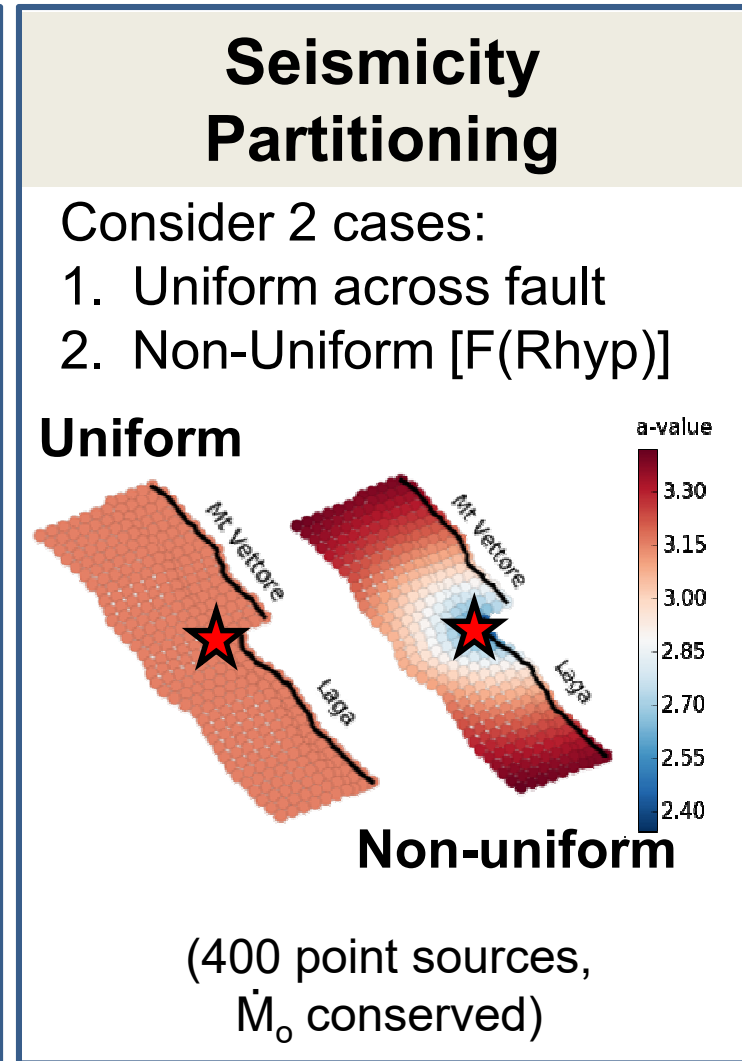 Seismicity
Partitioning
Consider 2 cases:
1. Uniform across fault
2. Non-Uniform [F(Rhyp)]
Uniform
a-value
Mt Vettore
Laga
Mt Vettore
Laga
3.30
3.15
3.00
2.85
2.70
2.55
2.40
Non-uniform
(400 point sources,
Ṁₒ conserved)